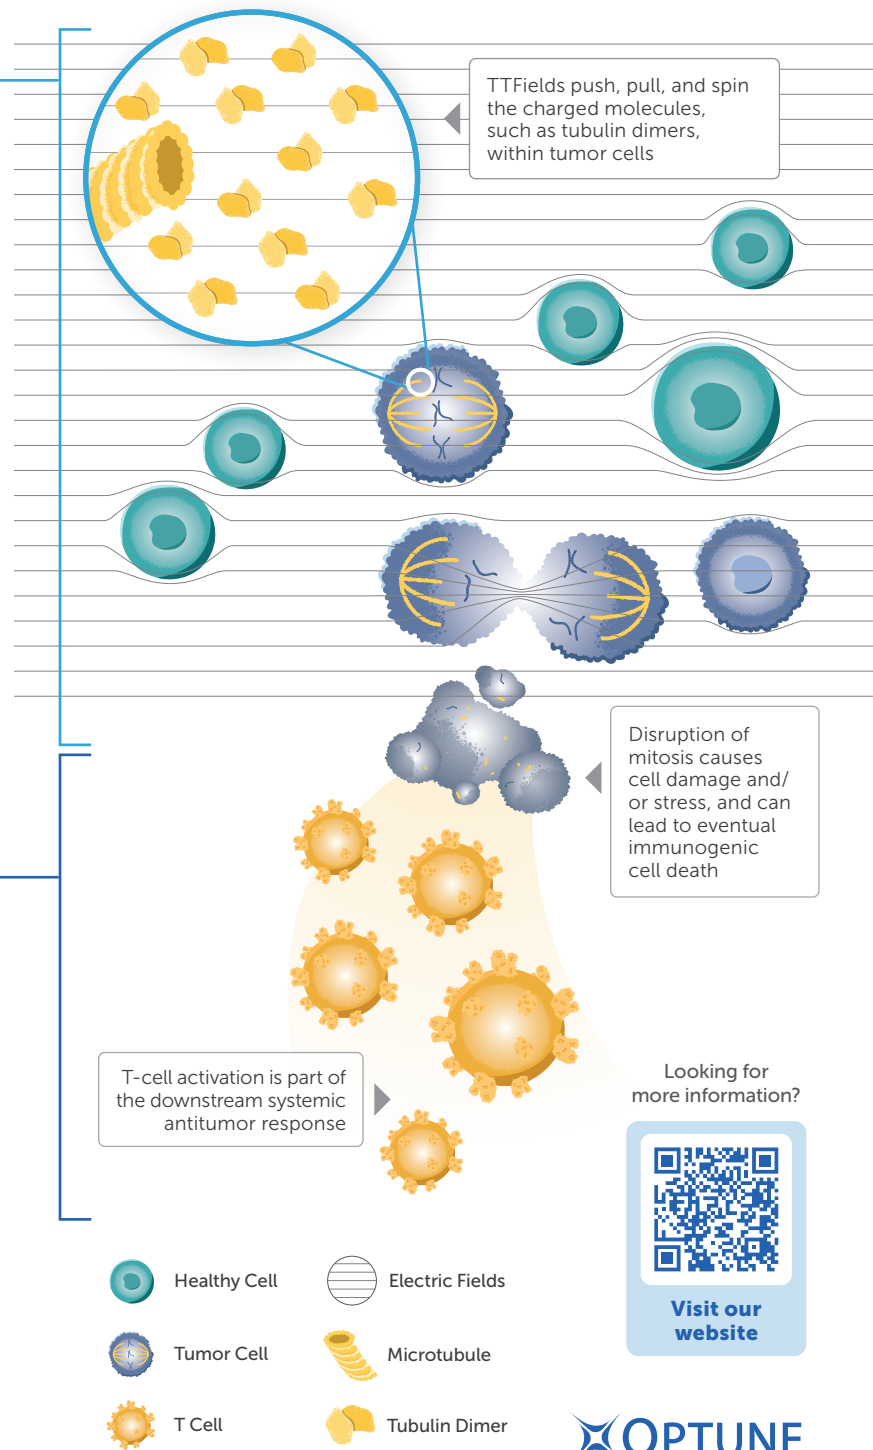 TTFields push, pull, and spin
the charged molecules,
such as tubulin dimers,
within tumor cells
Disruption of
mitosis causes
cell damage and/
or stress, and can
lead to eventual
immunogenic
cell death
T-cell activation is part of
the downstream systemic
antitumor response
Looking for
more information?
Visit our
website
Healthy Cell
Electric Fields
Tumor Cell
Microtubule
T Cell
Tubulin Dimer
OPTUNE